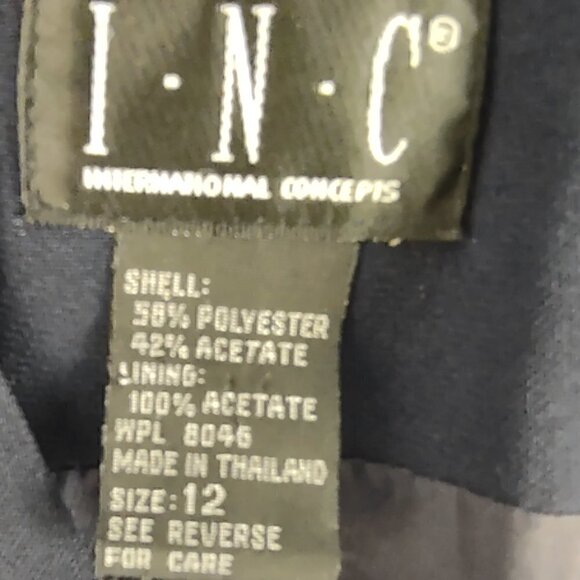 I·N·C®
INTERNATIONAL CONCEPTS
SHELL:
58% POLYESTER
42% ACETATE
LINING:
100% ACETATE
WPL 8046
MADE IN THAILAND
SIZE: 12
SEE REVERSE
FOR CARE